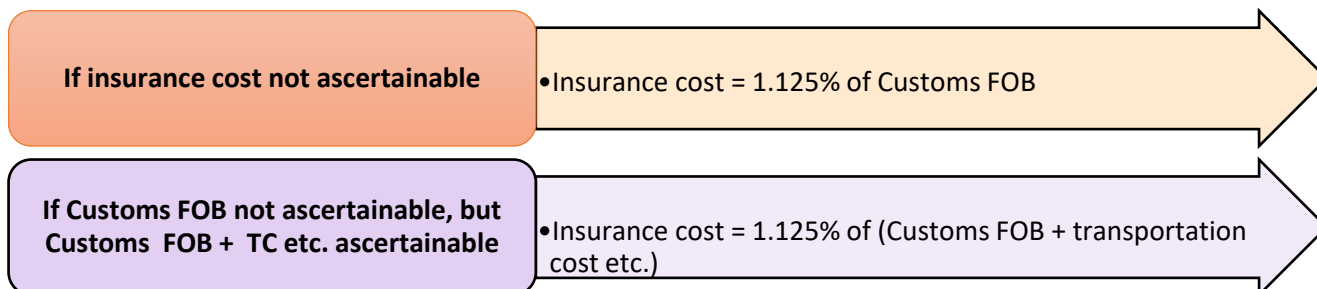 If insurance cost not ascertainable
•Insurance cost = 1.125% of Customs FOB
If Customs FOB not ascertainable, but
Customs FOB + TC etc. ascertainable
•Insurance cost = 1.125% of (Customs FOB + transportation
cost etc.)